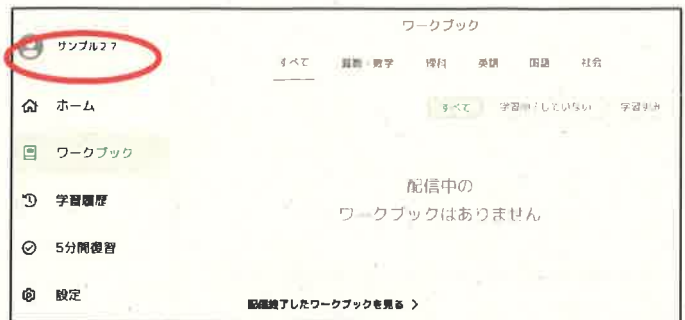 サンプル27
ホーム
ワークブック
学習履歴
5分間復習
設定
ワークブック
すべて 算数・数学 理科 英語 国語 社会
すべて 学習中/していない 学習済み
配信中の
ワークブックはありません
配信終了したワークブックを見る >